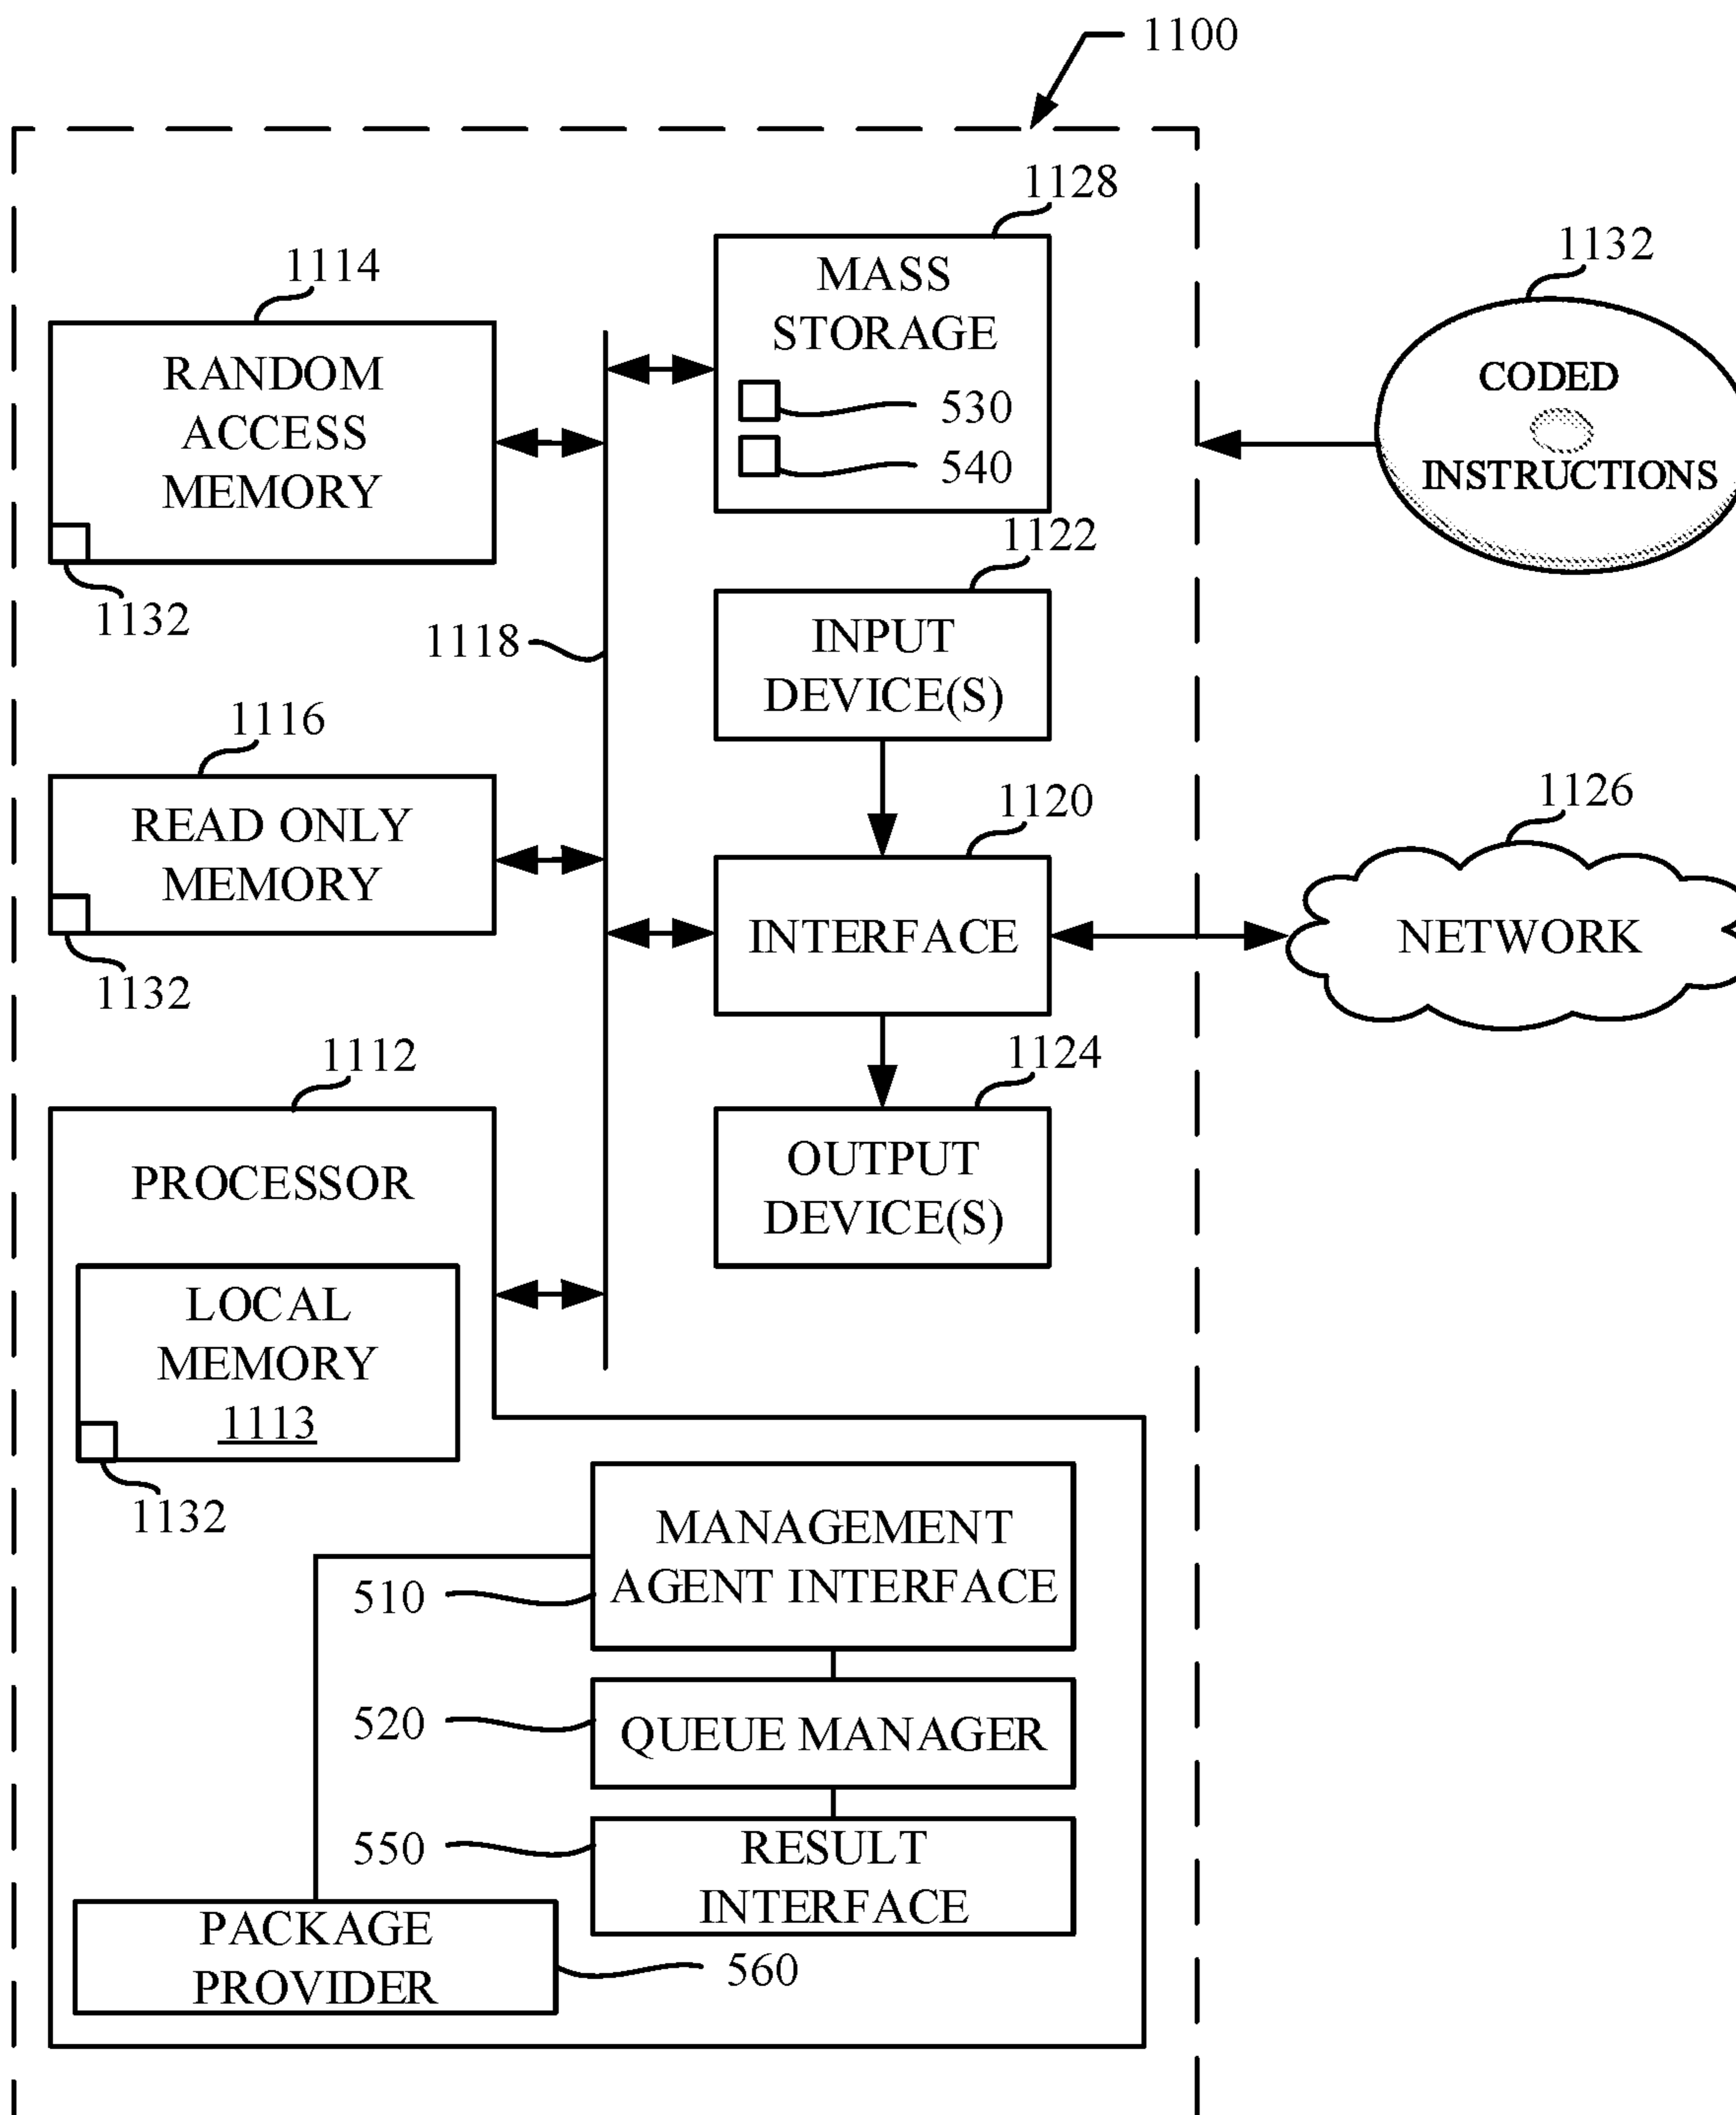 1100
1128
MASS
STORAGE
530
540
1114
RANDOM
ACCESS
MEMORY
1132
1132
CODED
INSTRUCTIONS
1122
INPUT
DEVICE(S)
1118
1116
READ ONLY
MEMORY
1132
1120
INTERFACE
1126
NETWORK
1124
OUTPUT
DEVICE(S)
1112
PROCESSOR
LOCAL
MEMORY
1113
1132
MANAGEMENT
AGENT INTERFACE
510
QUEUE MANAGER
520
RESULT
INTERFACE
550
PACKAGE
PROVIDER
560